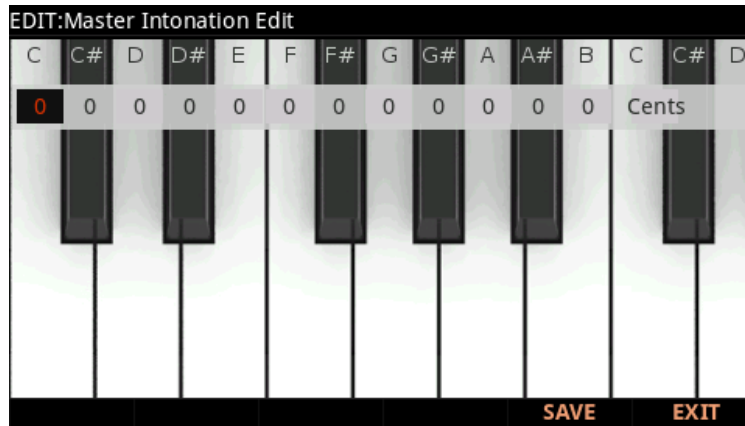 EDIT:Master Intonation Edit
C C# D D# E F F# G G# A A# B C C# D
0 0 0 0 0 0 0 0 0 0 0 0 Cents
SAVE EXIT